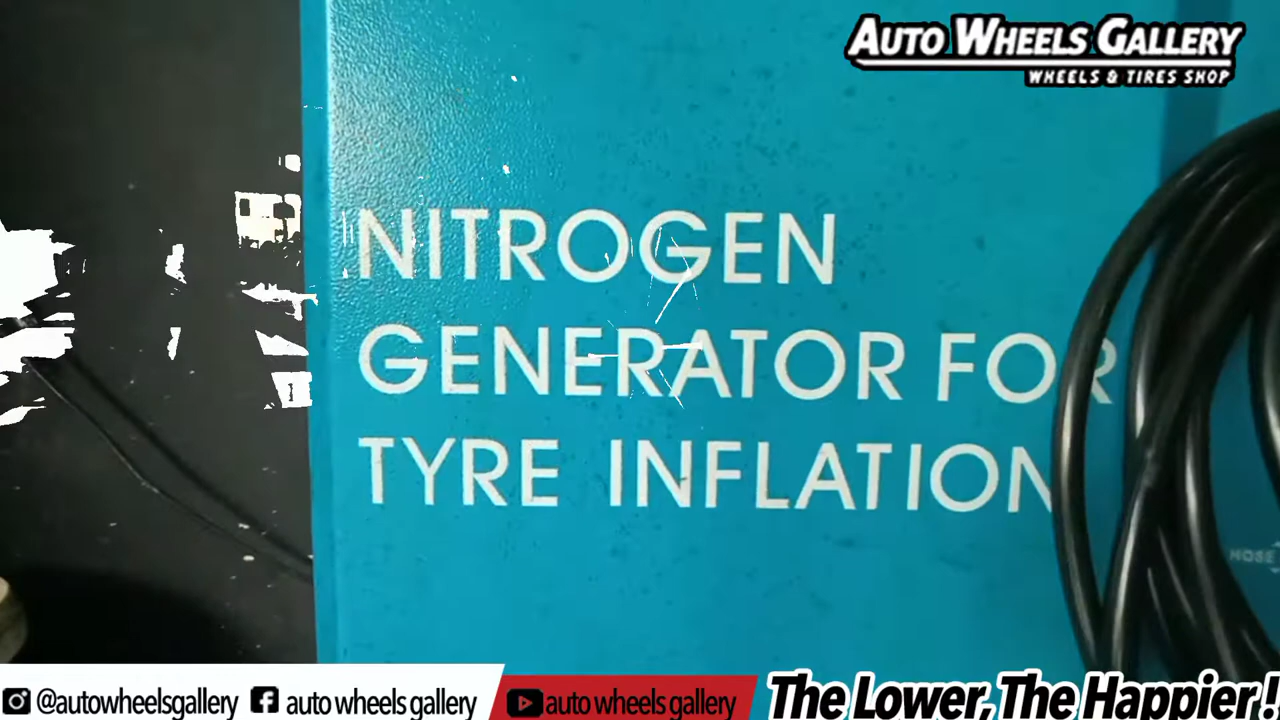 AUTO WHEELS GALLERY
WHEELS & TIRES SHOP
NITROGEN
GENERATOR FOR
TYRE INFLATION
HOSE
@autowheelsgallery auto wheels gallery auto wheels gallery The Lower, The Happier!